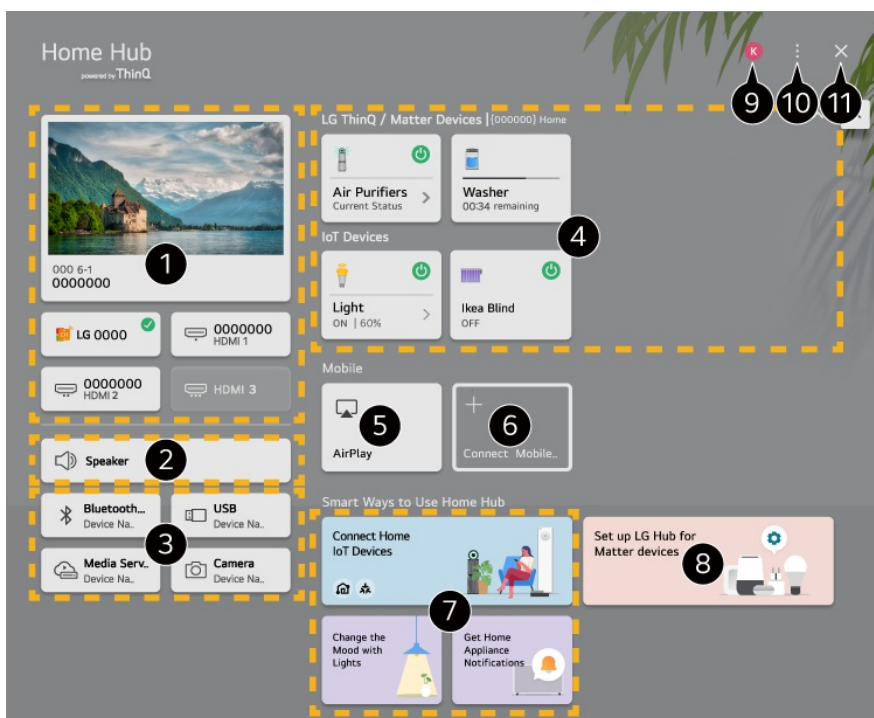 Home Hub
powered by ThinQ
K
9
10
11
000 6-1
0000000
1
LG 0000
0000000
HDMI 1
0000000
HDMI 2
HDMI 3
Speaker
2
Bluetooth...
Device Na..
USB
Device Na..
3
Media Serv..
Device Na..
Camera
Device Na..
LG ThinQ / Matter Devices | {000000} Home
Air Purifiers
Current Status
Washer
00:34 remaining
4
IoT Devices
Light
ON | 60%
Ikea Blind
OFF
Mobile
5
AirPlay
6
Connect Mobile..
Smart Ways to Use Home Hub
Connect Home
IoT Devices
Set up LG Hub for
Matter devices
8
7
Change the
Mood with
Lights
Get Home
Appliance
Notifications